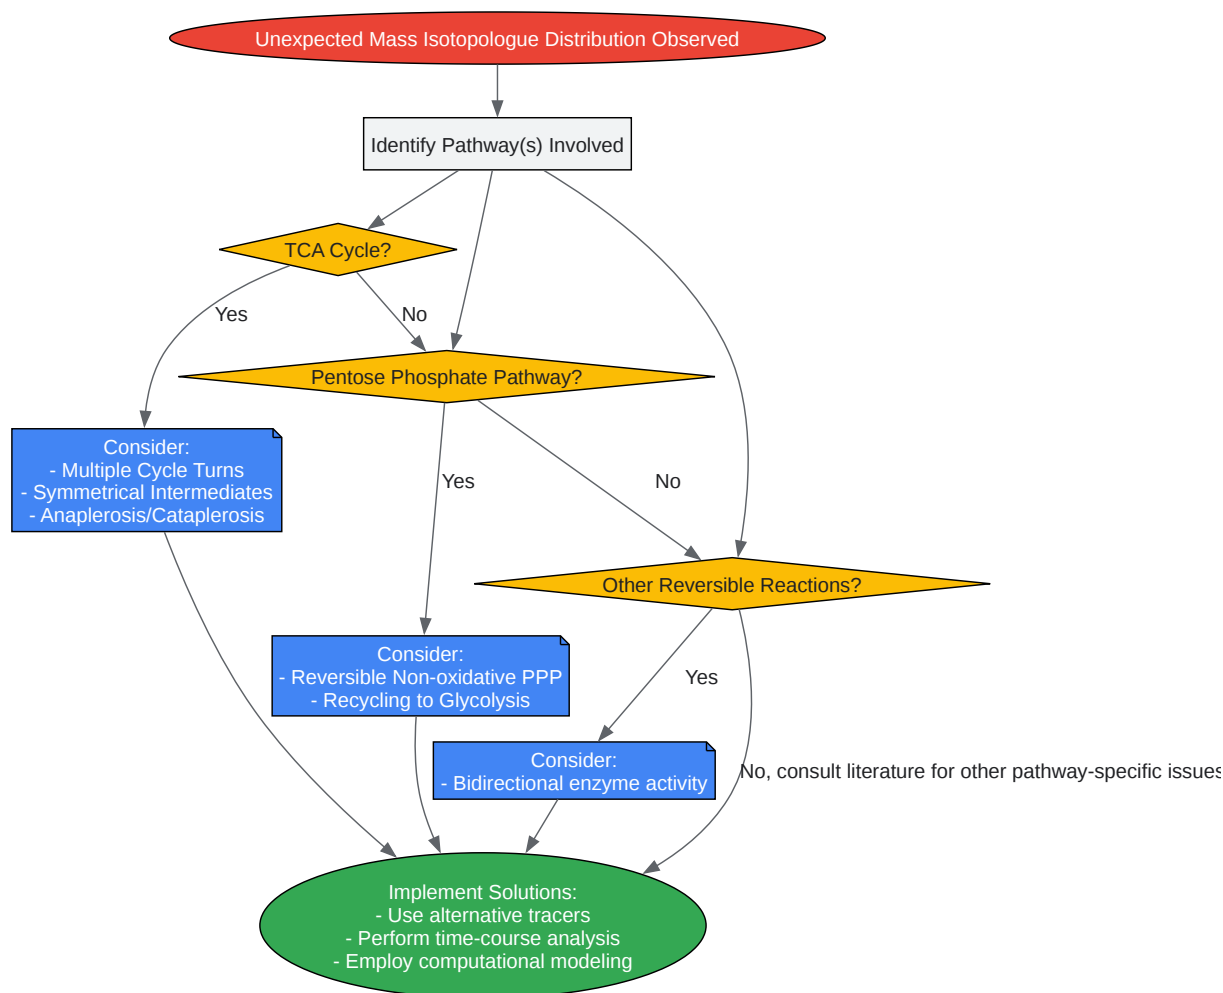 Unexpected Mass Isotopologue Distribution Observed
Identify Pathway(s) Involved
TCA Cycle?
Yes
No
Pentose Phosphate Pathway?
Consider:
- Multiple Cycle Turns
- Symmetrical Intermediates
- Anaplerosis/Cataplerosis
Yes
No
Other Reversible Reactions?
Consider:
- Reversible Non-oxidative PPP
- Recycling to Glycolysis
Yes
Consider:
- Bidirectional enzyme activity
No, consult literature for other pathway-specific issues
Implement Solutions:
- Use alternative tracers
- Perform time-course analysis
- Employ computational modeling